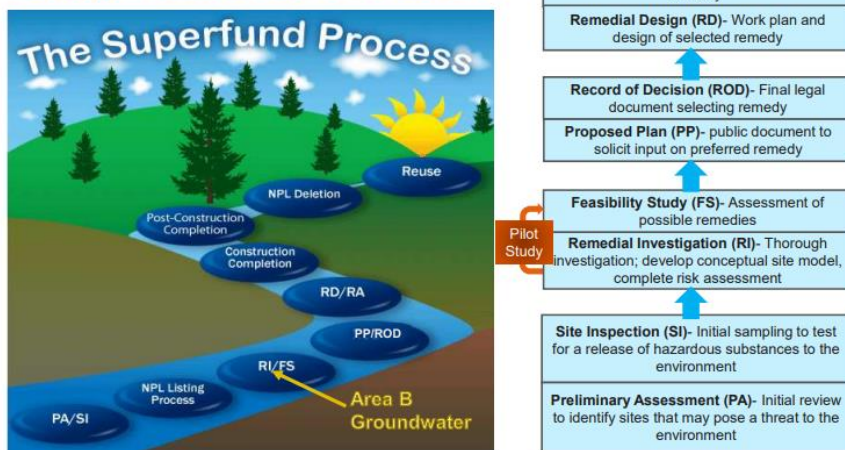 The Superfund Process
Reuse
NPL Deletion
Post-Construction
Completion
Construction
Completion
RD/RA
PP/ROD
RI/FS
NPL Listing
Process
PA/SI
Area B
Groundwater
Remedial Design (RD)- Work plan and
design of selected remedy
Record of Decision (ROD)- Final legal
document selecting remedy
Proposed Plan (PP)- public document to
solicit input on preferred remedy
Feasibility Study (FS)- Assessment of
possible remedies
Pilot
Study
Remedial Investigation (RI)- Thorough
investigation; develop conceptual site model,
complete risk assessment
Site Inspection (SI)- Initial sampling to test
for a release of hazardous substances to the
environment
Preliminary Assessment (PA)- Initial review
to identify sites that may pose a threat to the
environment